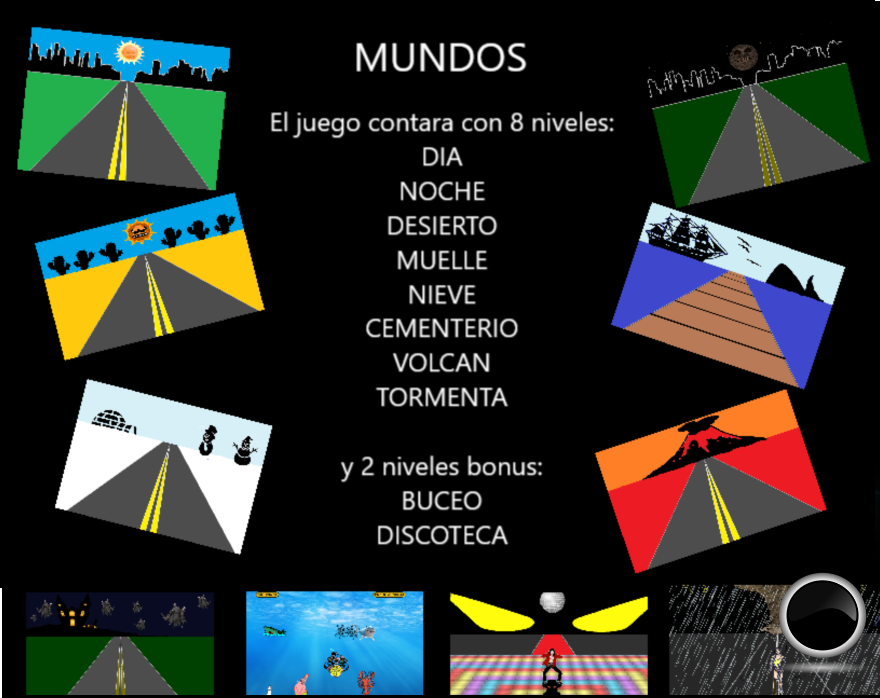 MUNDOS
El juego contara con 8 niveles:
DIA
NOCHE
DESIERTO
MUELLE
NIEVE
CEMENTERIO
VOLCAN
TORMENTA
y 2 niveles bonus:
BUCEO
DISCOTECA